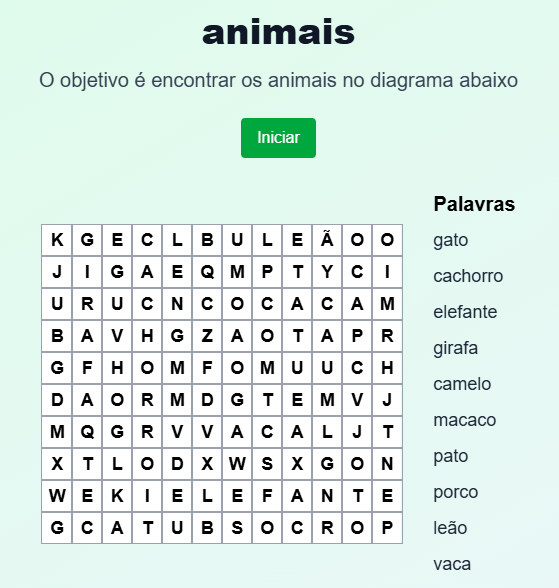 animais
O objetivo é encontrar os animais no diagrama abaixo
Iniciar
Palavras
K G E C L B U L E Ã O O
J I G A E Q M P T Y C I
U R U C N C O C A C A M
B A V H G Z A O T A P R
G F H O M F O M U U C H
D A O R M D G T E M V J
M Q G R V V A C A L J T
X T L O D X W S X G O N
W E K I E L E F A N T E
G C A T U B S O C R O P
gato
cachorro
elefante
girafa
camelo
macaco
pato
porco
leão
vaca